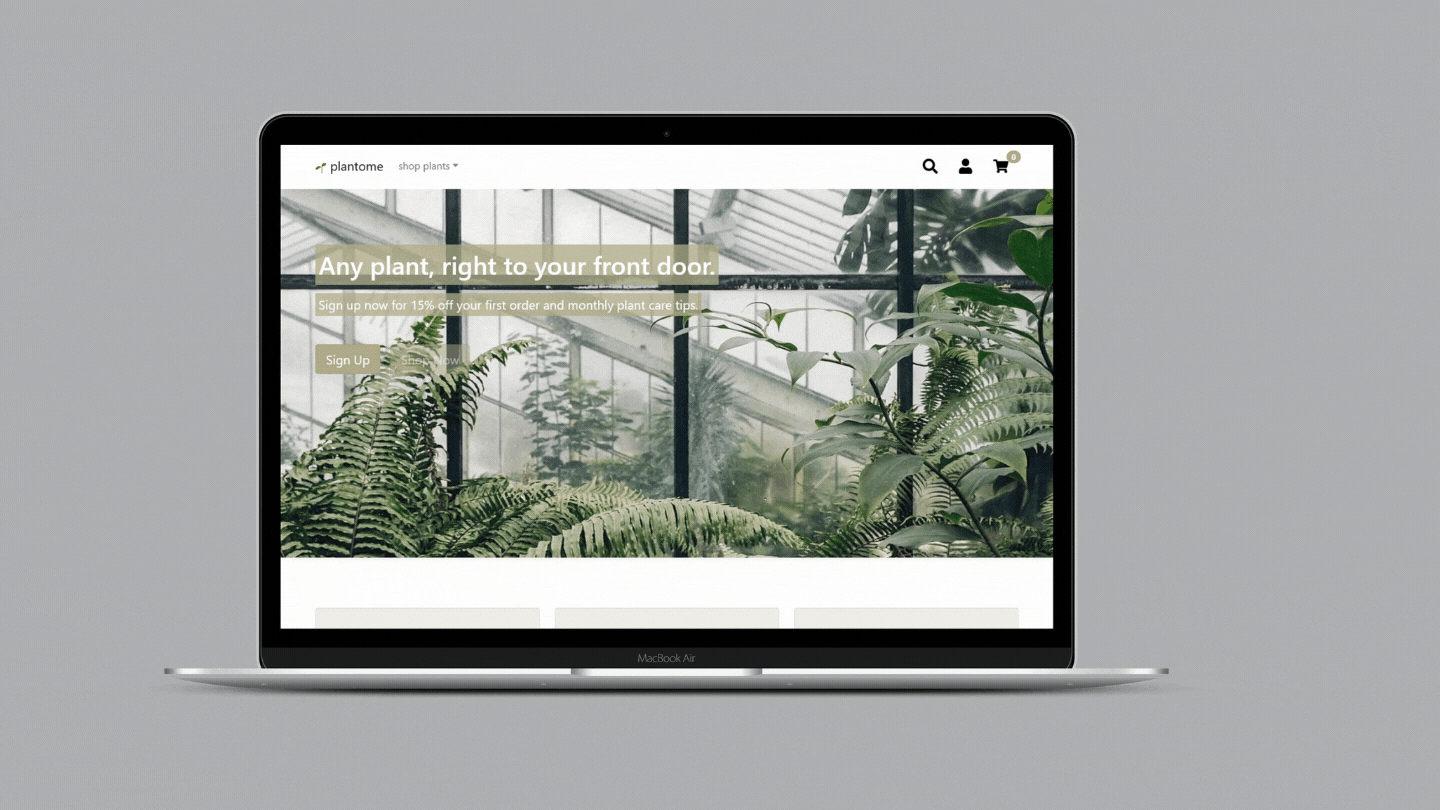 plantome shop plants 0
Any plant, right to your front door.
Sign up now for 15% off your first order and monthly plant care tips.
Sign Up Shop Now
MacBook Air